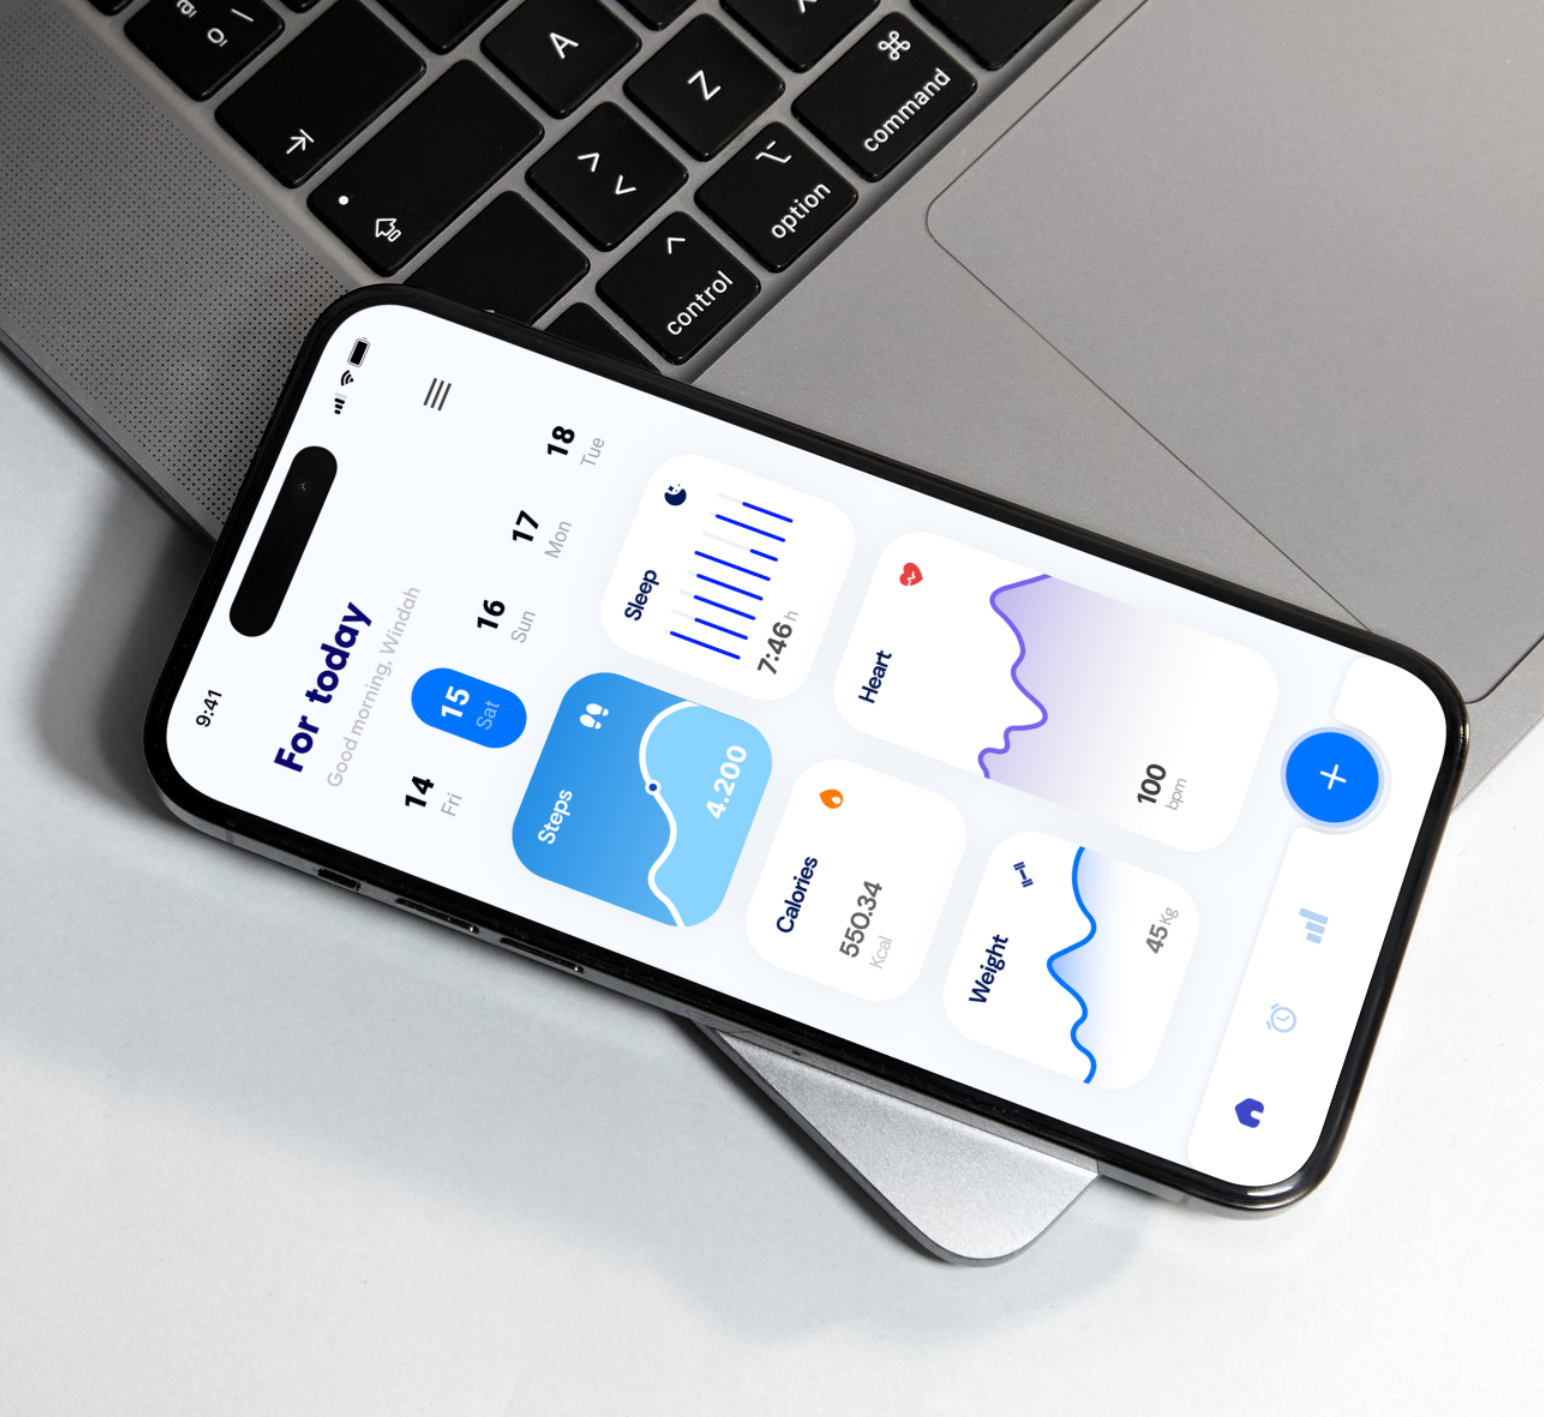 A
Z
⌘
command
>
<
⌥
option
^
control
9:41
For today
Good morning, Windah
14
Fri
15
Sat
16
Sun
17
Mon
18
Tue
Steps
4.200
Sleep
7:46 h
Calories
550.34
Kcal
Heart
100
bpm
Weight
45 Kg
+